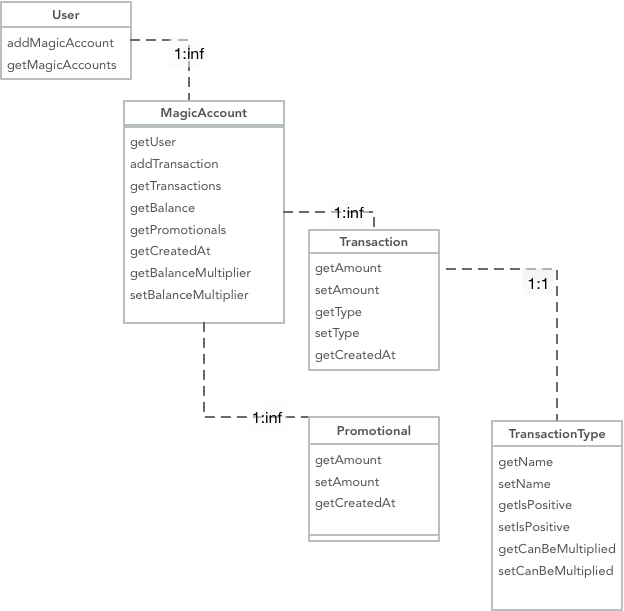 User
addMagicAccount
getMagicAccounts
1:inf
MagicAccount
getUser
addTransaction
getTransactions
getBalance
getPromotionals
getCreatedAt
getBalanceMultiplier
setBalanceMultiplier
1:inf
Transaction
getAmount
setAmount
getType
setType
getCreatedAt
1:1
1:inf
Promotional
getAmount
setAmount
getCreatedAt
TransactionType
getName
setName
getIsPositive
setIsPositive
getCanBeMultiplied
setCanBeMultiplied